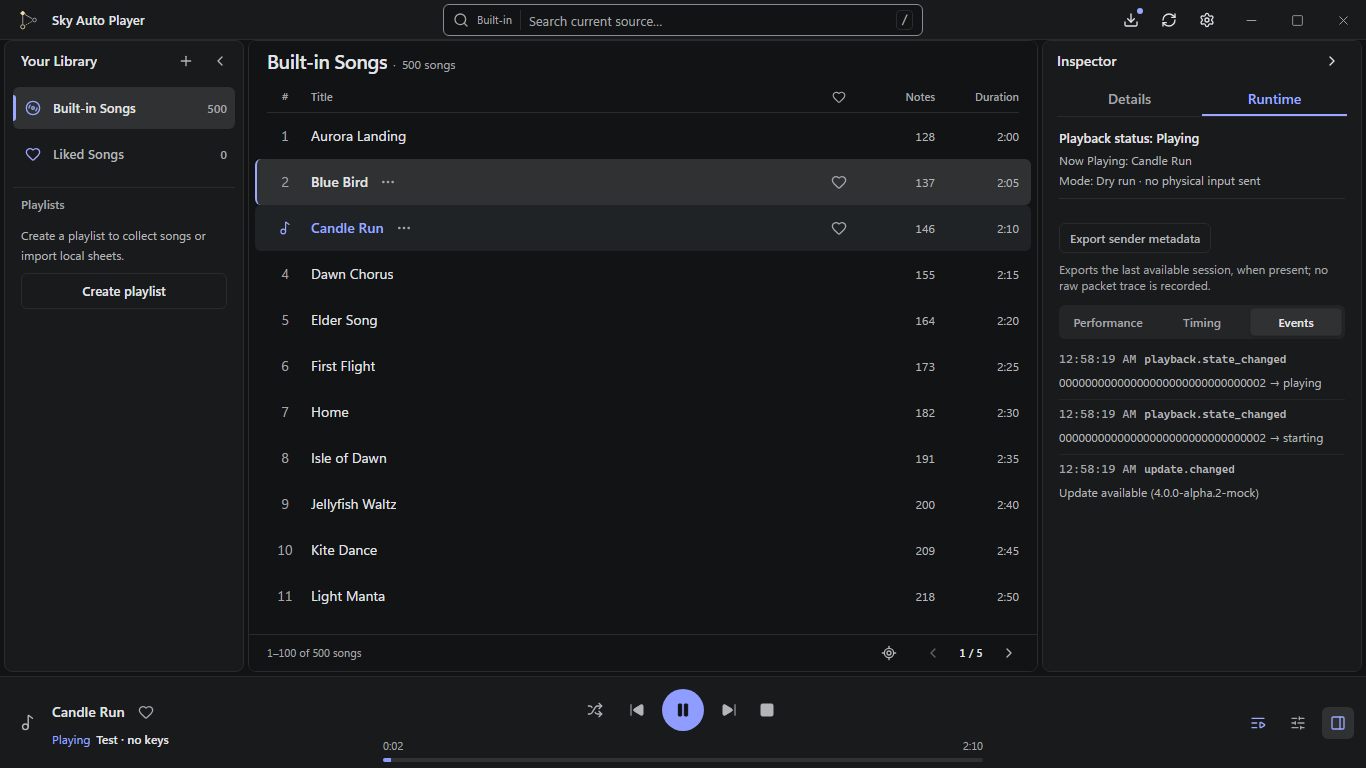 Sky Auto Player
Built-in
Search current source...
/
Your Library
Built-in Songs 500
Liked Songs 0
Playlists
Create a playlist to collect songs or
import local sheets.
Create playlist
Built-in Songs · 500 songs
# Title Notes Duration
1 Aurora Landing 128 2:00
2 Blue Bird ··· 137 2:05
Candle Run ··· 146 2:10
4 Dawn Chorus 155 2:15
5 Elder Song 164 2:20
6 First Flight 173 2:25
7 Home 182 2:30
8 Isle of Dawn 191 2:35
9 Jellyfish Waltz 200 2:40
10 Kite Dance 209 2:45
11 Light Manta 218 2:50
1–100 of 500 songs
1 / 5
Inspector
Details Runtime
Playback status: Playing
Now Playing: Candle Run
Mode: Dry run · no physical input sent
Export sender metadata
Exports the last available session, when present; no
raw packet trace is recorded.
Performance Timing Events
12:58:19 AM playback.state_changed
00000000000000000000000000000002 → playing
12:58:19 AM playback.state_changed
00000000000000000000000000000002 → starting
12:58:19 AM update.changed
Update available (4.0.0-alpha.2-mock)
Candle Run
Playing Test · no keys
0:02 2:10